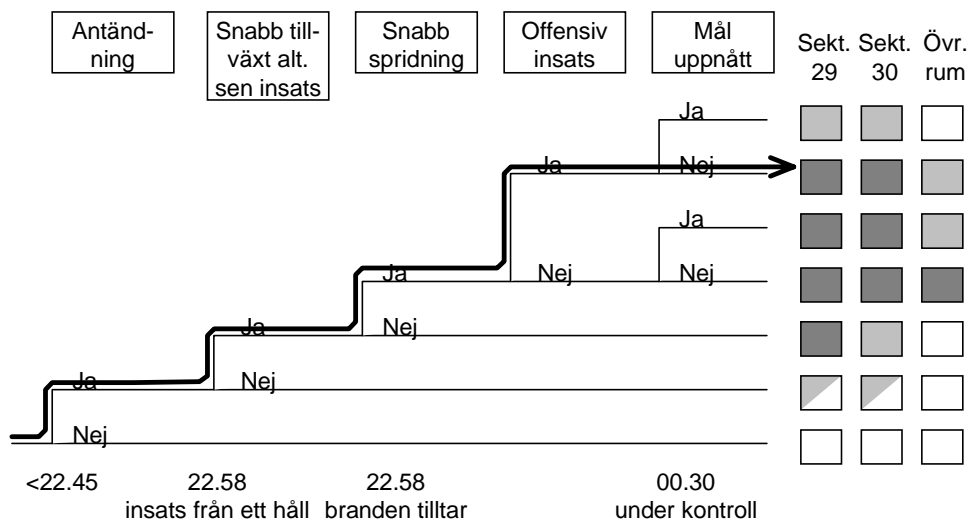 Antänd-
ning
Snabb till-
växt alt.
sen insats
Snabb
spridning
Offensiv
insats
Mål
uppnått
Sekt.
29
Sekt.
30
Övr.
rum
Ja
Ja
Nej
Ja
Ja
Nej
Nej
Ja
Nej
Ja
Nej
Nej
<22.45
22.58
insats från ett håll
22.58
branden tilltar
00.30
under kontroll